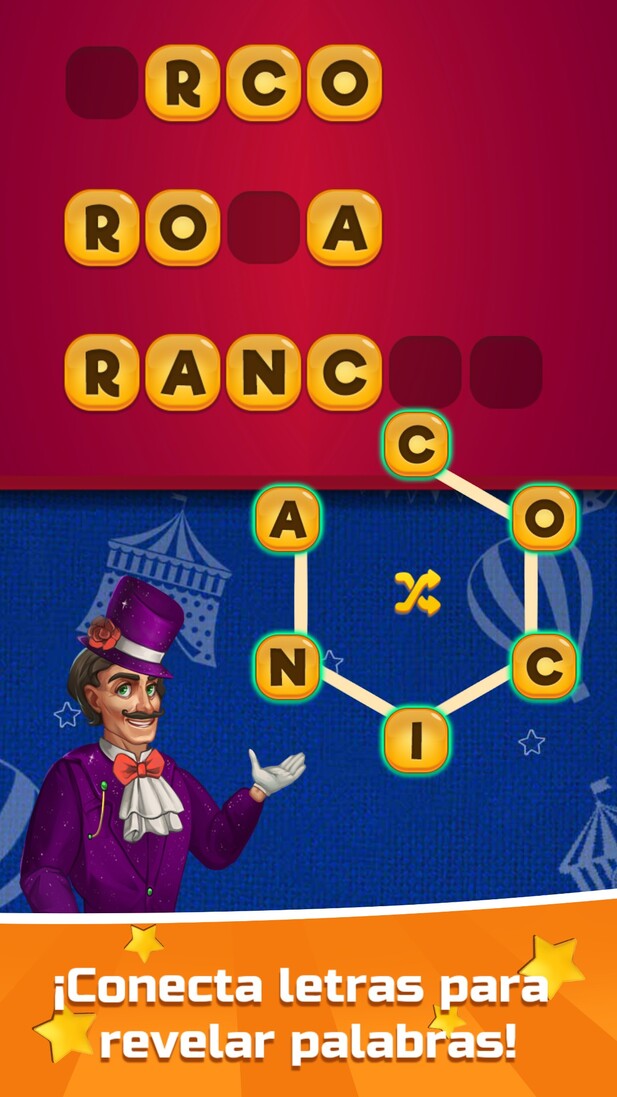 RCO
RO A
RANC
C
A O
N C
I
¡Conecta letras para
revelar palabras!